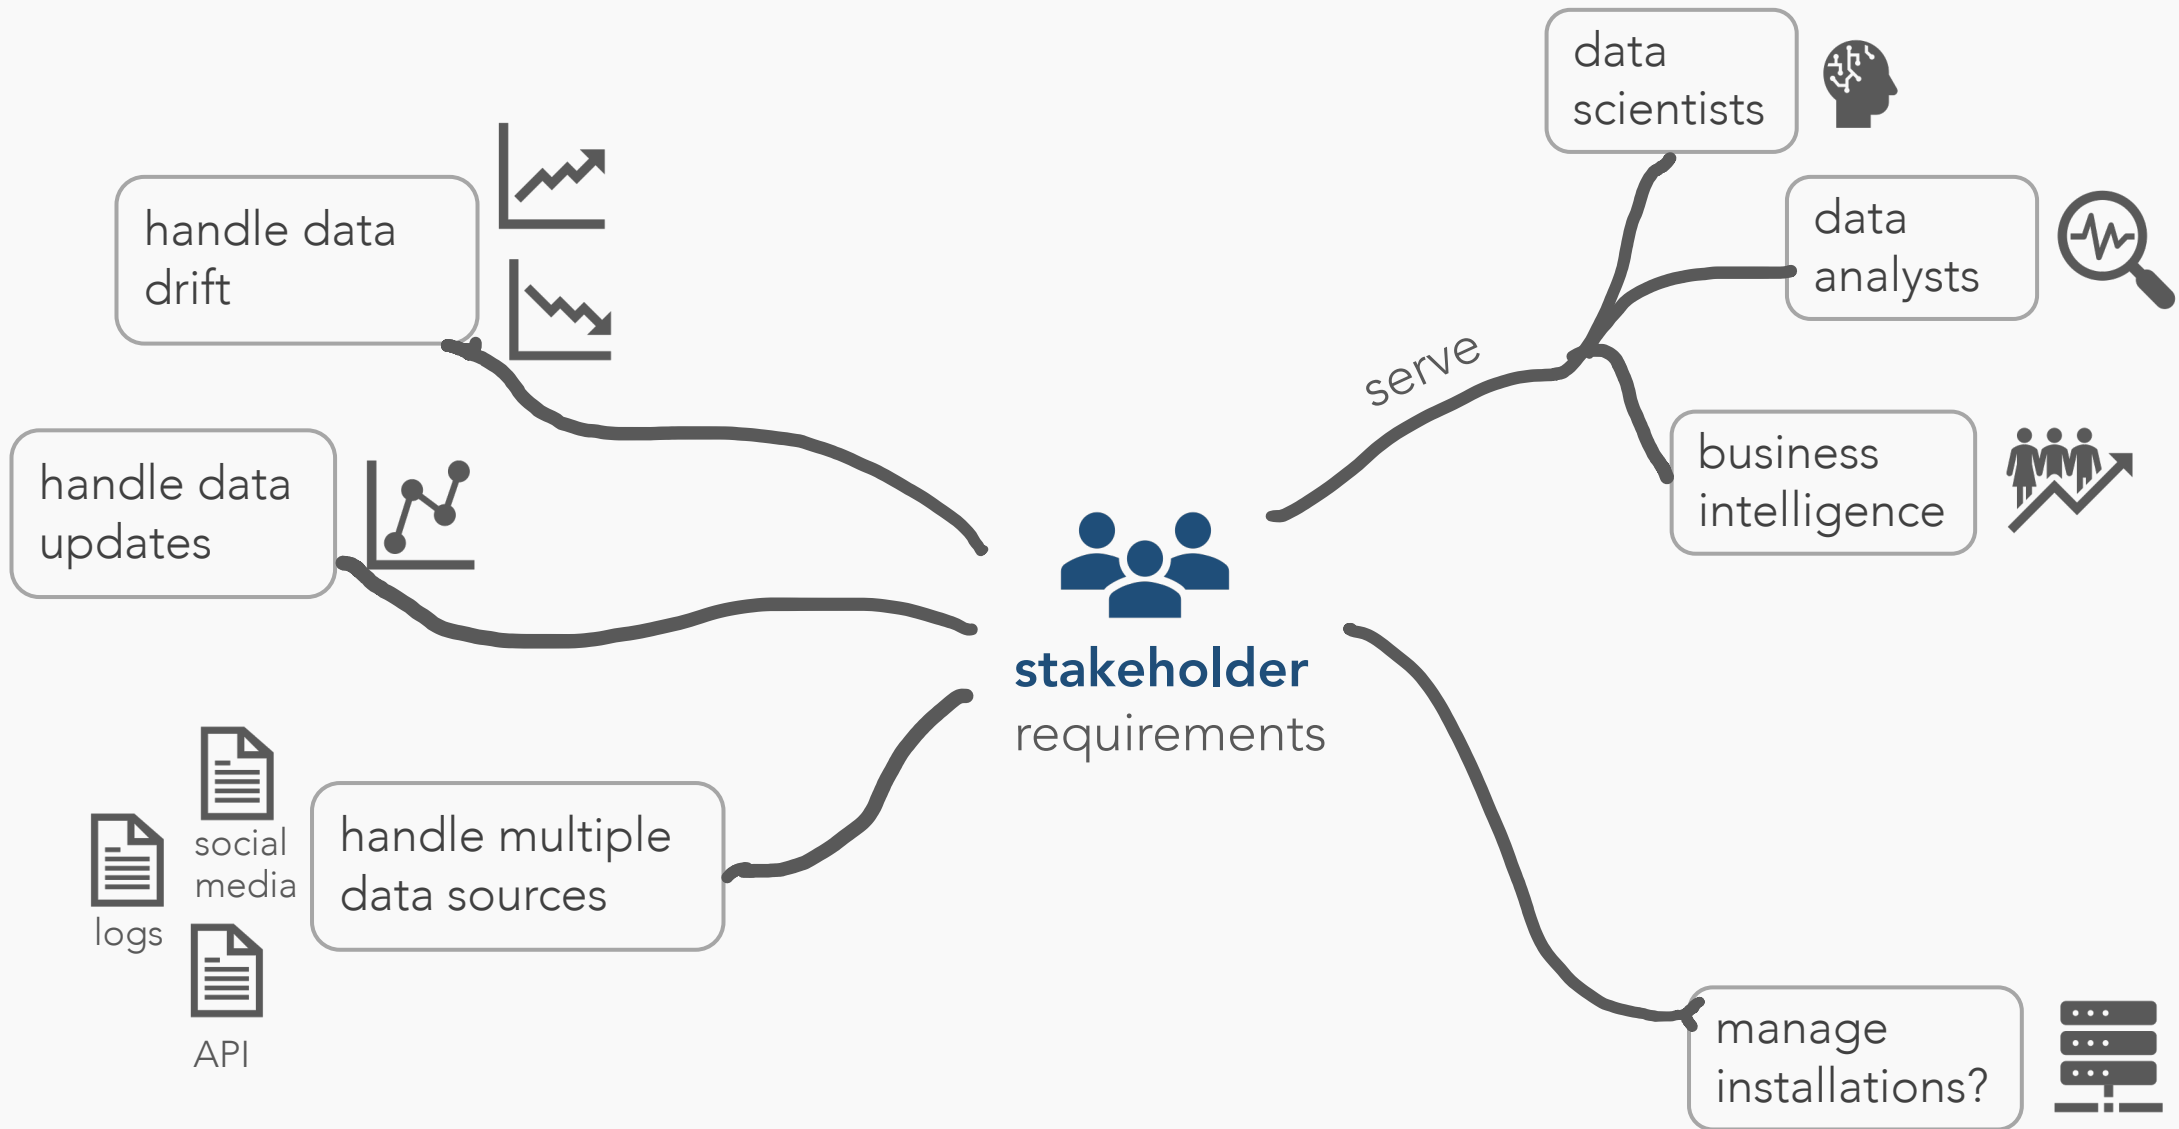 data
scientists
data
analysts
business
intelligence
serve
handle data
drift
handle data
updates
stakeholder
requirements
social
media
logs
API
handle multiple
data sources
manage
installations?